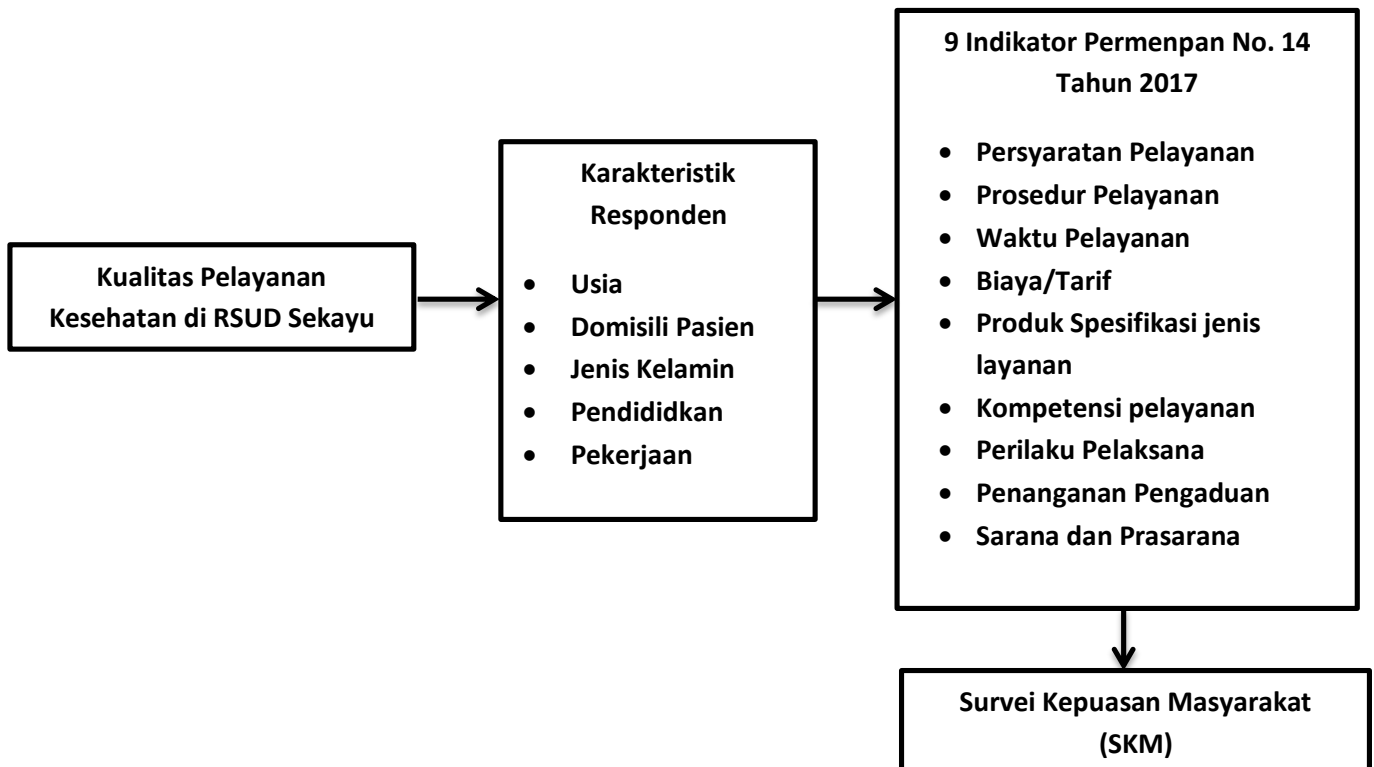 Kualitas Pelayanan
Kesehatan di RSUD Sekayu
Karakteristik
Responden
• Usia
• Domisili Pasien
• Jenis Kelamin
• Pendididkan
• Pekerjaan
9 Indikator Permenpan No. 14
Tahun 2017
• Persyaratan Pelayanan
• Prosedur Pelayanan
• Waktu Pelayanan
• Biaya/Tarif
• Produk Spesifikasi jenis
layanan
• Kompetensi pelayanan
• Perilaku Pelaksana
• Penanganan Pengaduan
• Sarana dan Prasarana
Survei Kepuasan Masyarakat
(SKM)